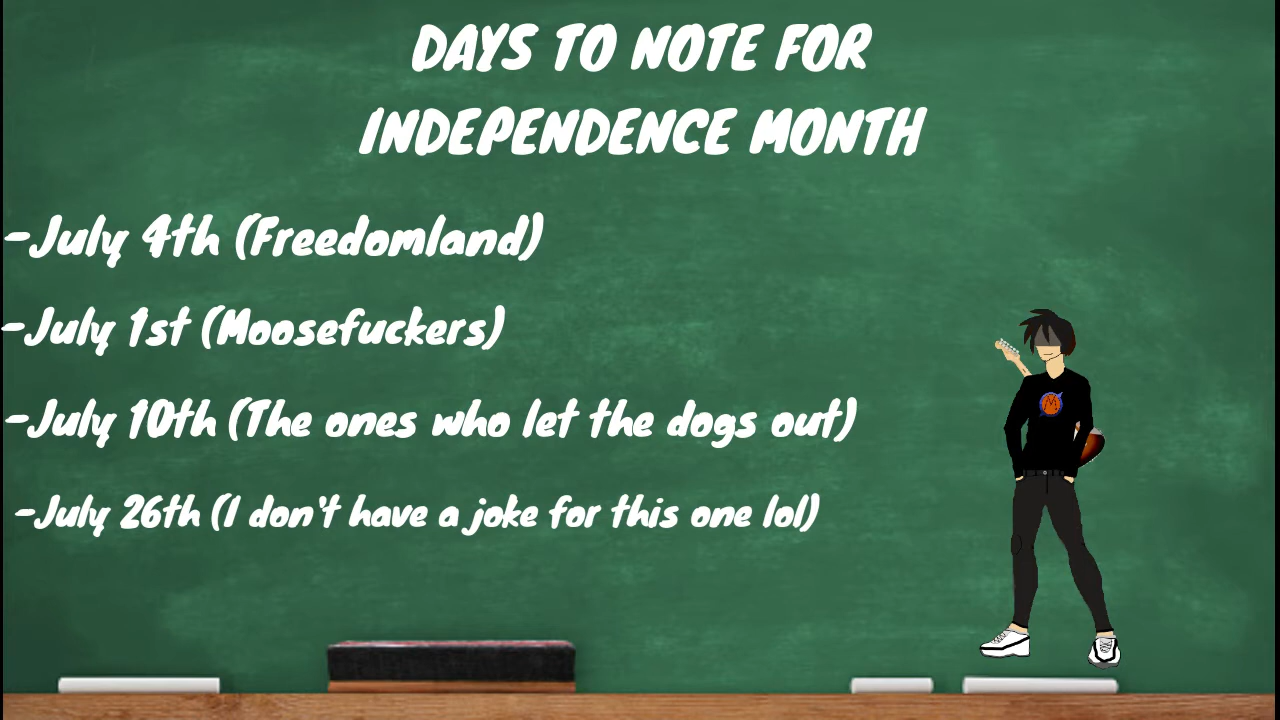 DAYS TO NOTE FOR
INDEPENDENCE MONTH
-July 4th (Freedomland)
-July 1st (Moosefuckers)
-July 10th (The ones who let the dogs out)
-July 26th (I don't have a joke for this one lol)